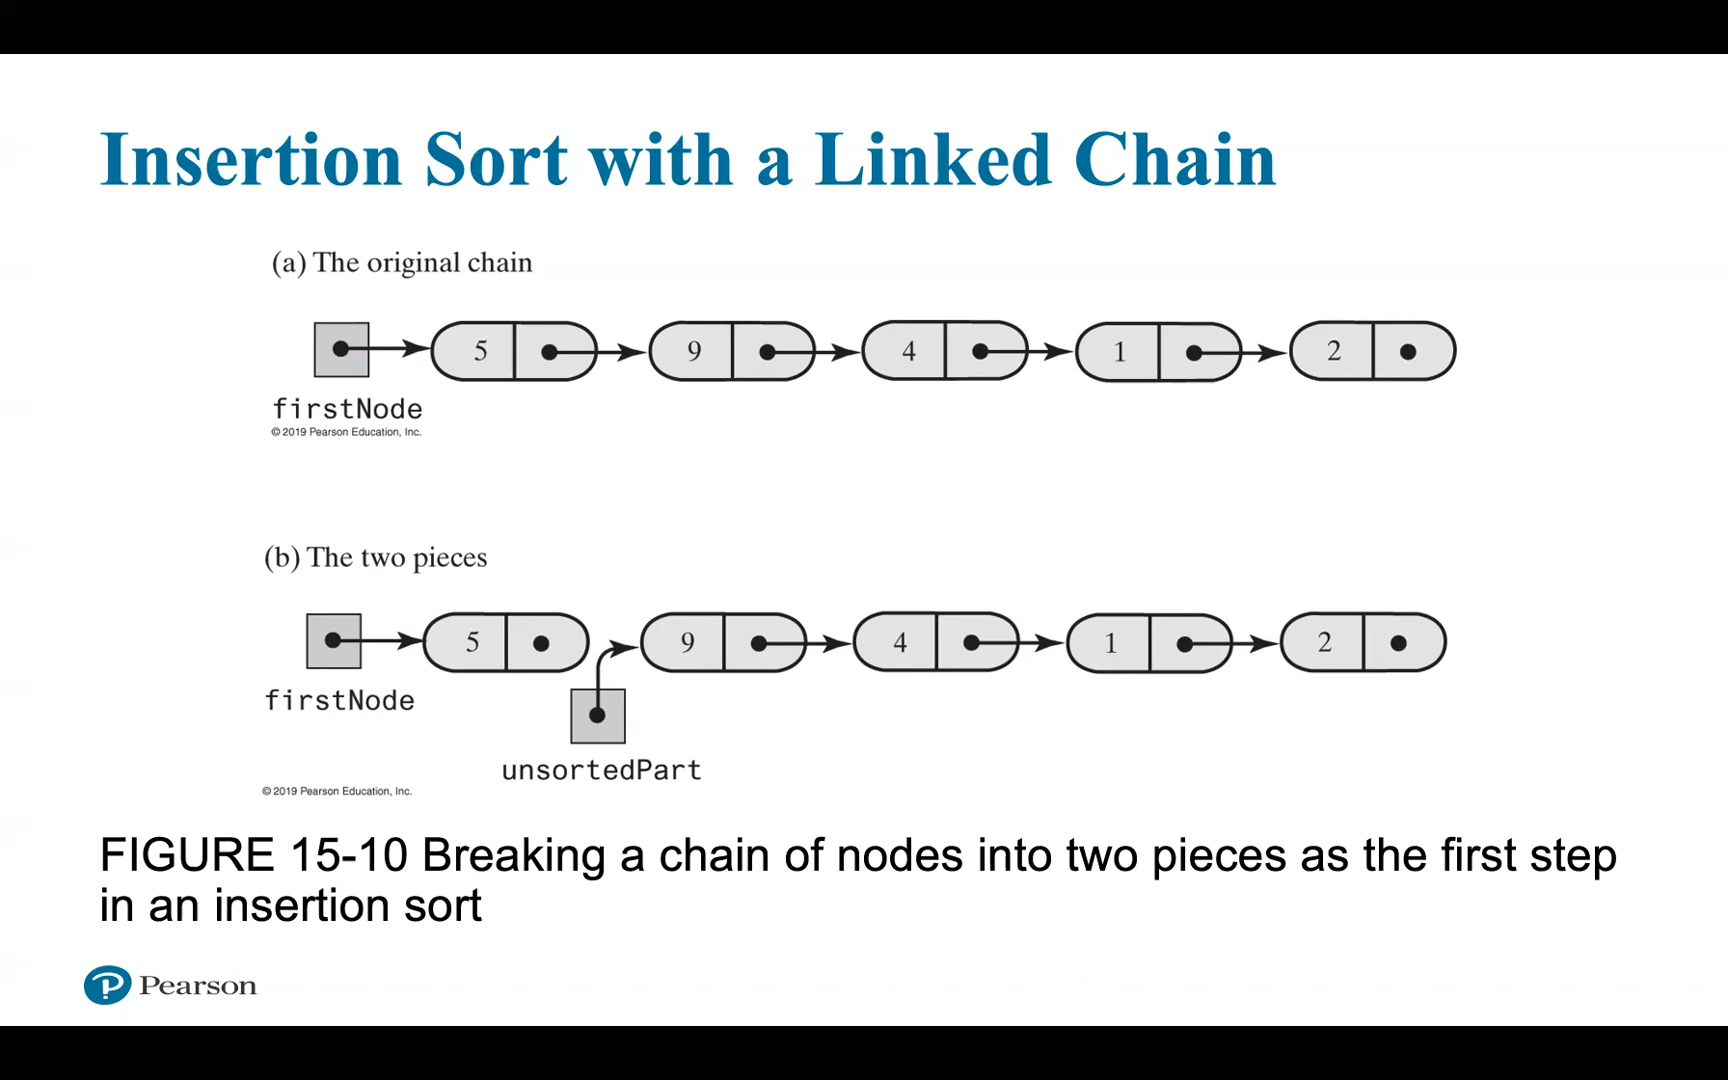 Insertion Sort with a Linked Chain
(a) The original chain
5 9 4 1 2
firstNode
© 2019 Pearson Education, Inc.
(b) The two pieces
5 9 4 1 2
firstNode
unsortedPart
© 2019 Pearson Education, Inc.
FIGURE 15-10 Breaking a chain of nodes into two pieces as the first step
in an insertion sort
P Pearson